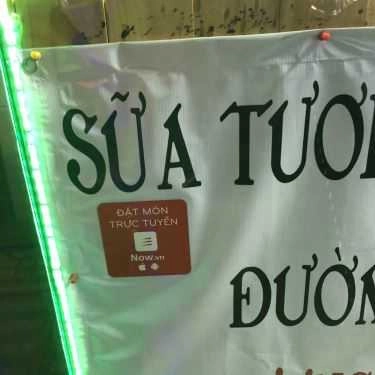 SỮA TƯƠ
ĐẶT MÓN
TRỰC TUYẾN
Now.vn
ĐƯỜN